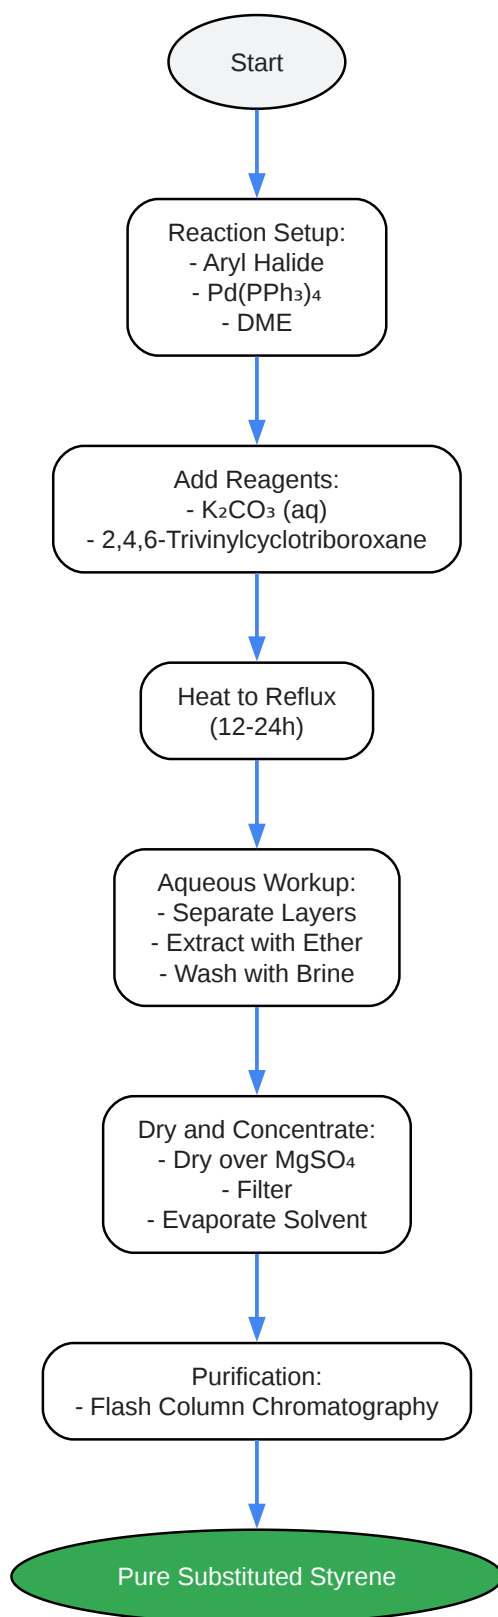 Start
Reaction Setup:
- Aryl Halide
- Pd(PPh₃)₄
- DME
Add Reagents:
- K₂CO₃ (aq)
- 2,4,6-Trivinylcyclotriboroxane
Heat to Reflux
(12-24h)
Aqueous Workup:
- Separate Layers
- Extract with Ether
- Wash with Brine
Dry and Concentrate:
- Dry over MgSO₄
- Filter
- Evaporate Solvent
Purification:
- Flash Column Chromatography
Pure Substituted Styrene